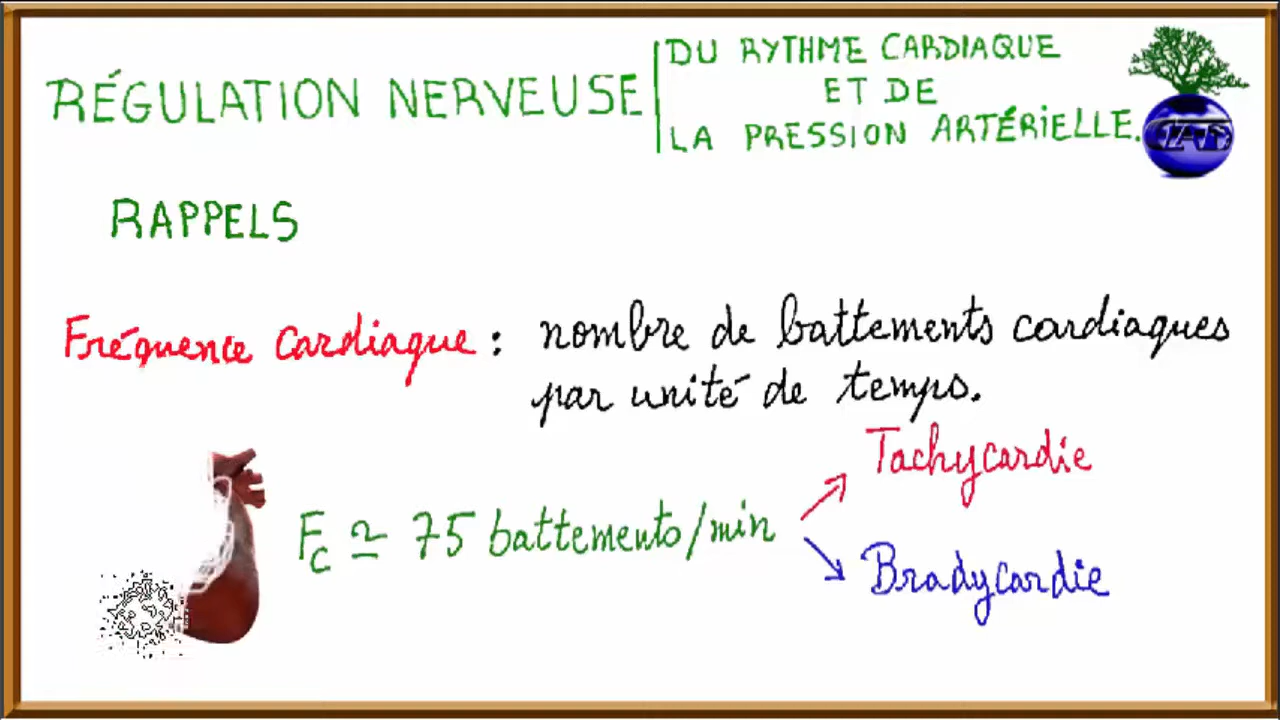 RÉGULATION NERVEUSE
DU RYTHME CARDIAQUE
ET DE
LA PRESSION ARTÉRIELLE.
RAPPELS
Fréquence cardiaque : nombre de battements cardiaques
par unité de temps.
Tachycardie
Fc ≃ 75 battements/min
Bradycardie